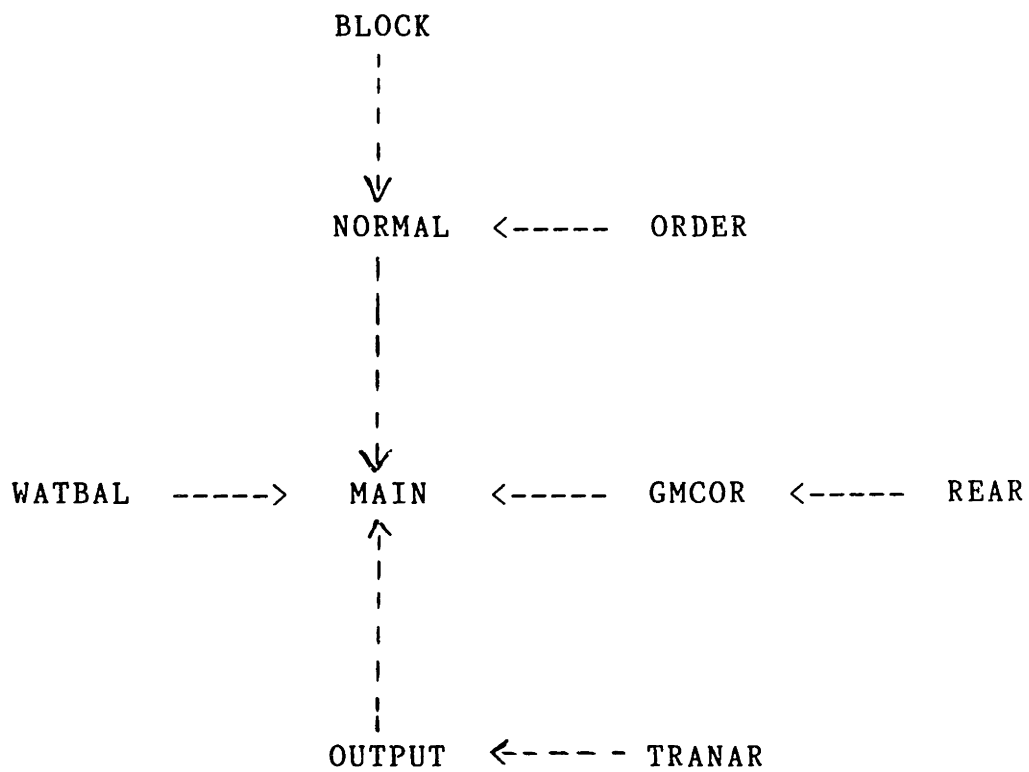 BLOCK
NORMAL <----- ORDER
WATBAL -----> MAIN <----- GMCOR <----- REAR
OUTPUT <----- TRANAR